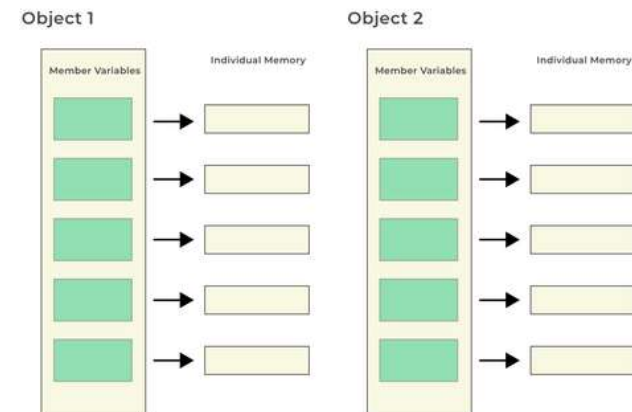 Object 1
Object 2
Member Variables
Individual Memory
Member Variables
Individual Memory